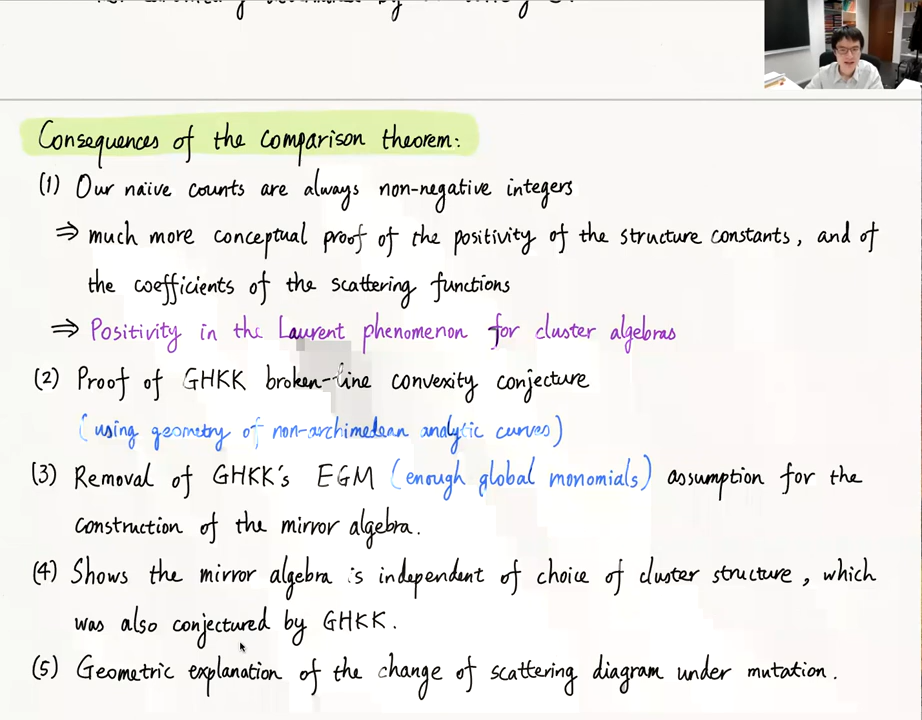 Consequences of the comparison theorem:
(1) Our naïve counts are always non-negative integers
⇒ much more conceptual proof of the positivity of the structure constants, and of
the coefficients of the scattering functions
⇒ Positivity in the Laurent phenomenon for cluster algebras
(2) Proof of GHKK broken-line convexity conjecture
(using geometry of non-archimedean analytic curves)
(3) Removal of GHKK's EGM (enough global monomials) assumption for the
construction of the mirror algebra.
(4) Shows the mirror algebra is independent of choice of cluster structure, which
was also conjectured by GHKK.
(5) Geometric explanation of the change of scattering diagram under mutation.